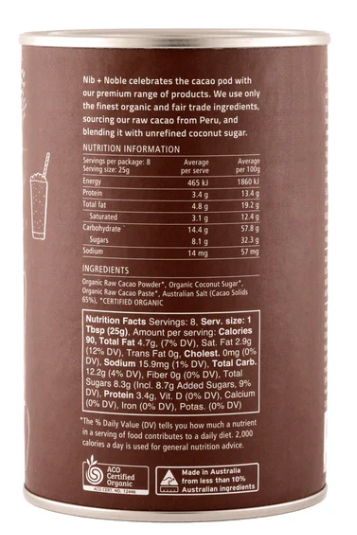 Nib + Noble celebrates the cacao pod with
our premium range of products. We use only
the finest organic and fair trade ingredients,
sourcing our raw cacao from Peru, and
blending it with unrefined coconut sugar.
NUTRITION INFORMATION
Servings per package: 8 Average Average
Serving size: 25g per serve per 100g
Energy 465 kJ 1860 kJ
Protein 3.4 g 13.4 g
Total fat 4.8 g 19.2 g
Saturated 3.1 g 12.4 g
Carbohydrate 14.4 g 57.8 g
Sugars 8.1 g 32.3 g
Sodium 14 mg 57 mg
INGREDIENTS
Organic Raw Cacao Powder*, Organic Coconut Sugar*,
Organic Raw Cacao Paste*, Australian Salt (Cacao Solids
65%), *CERTIFIED ORGANIC
Nutrition Facts Servings: 8, Serv. size: 1
Tbsp (25g), Amount per serving: Calories
90, Total Fat 4.7g, (7% DV), Sat. Fat 2.9g
(12% DV), Trans Fat 0g, Cholest. 0mg (0%
DV), Sodium 15.9mg (1% DV), Total Carb.
12.2g (4% DV), Fiber 0g (0% DV), Total
Sugars 8.3g (Incl. 8.7g Added Sugars, 9%
DV), Protein 3.4g, Vit. D (0% DV), Calcium
(0% DV), Iron (0% DV), Potas. (0% DV)
*The % Daily Value (DV) tells you how much a nutrient
in a serving of food contributes to a daily diet. 2,000
calories a day is used for general nutrition advice.
ACO
Certified
Organic
Made in Australia
from less than 10%
Australian ingredients